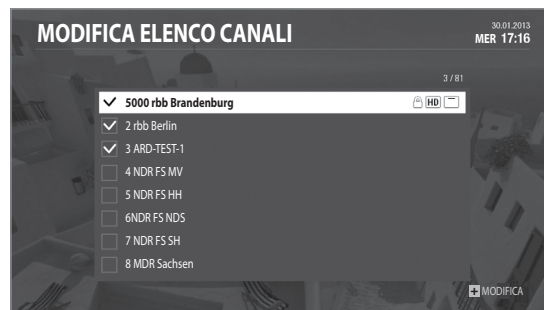 MODIFICA ELENCO CANALI
30.01.2013
MER 17:16
3 / 81
5000 rbb Brandenburg HD
2 rbb Berlin
3 ARD-TEST-1
4 NDR FS MV
5 NDR FS HH
6NDR FS NDS
7 NDR FS SH
8 MDR Sachsen
MODIFICA